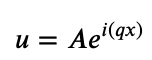 u = Ae^{i(qx)}